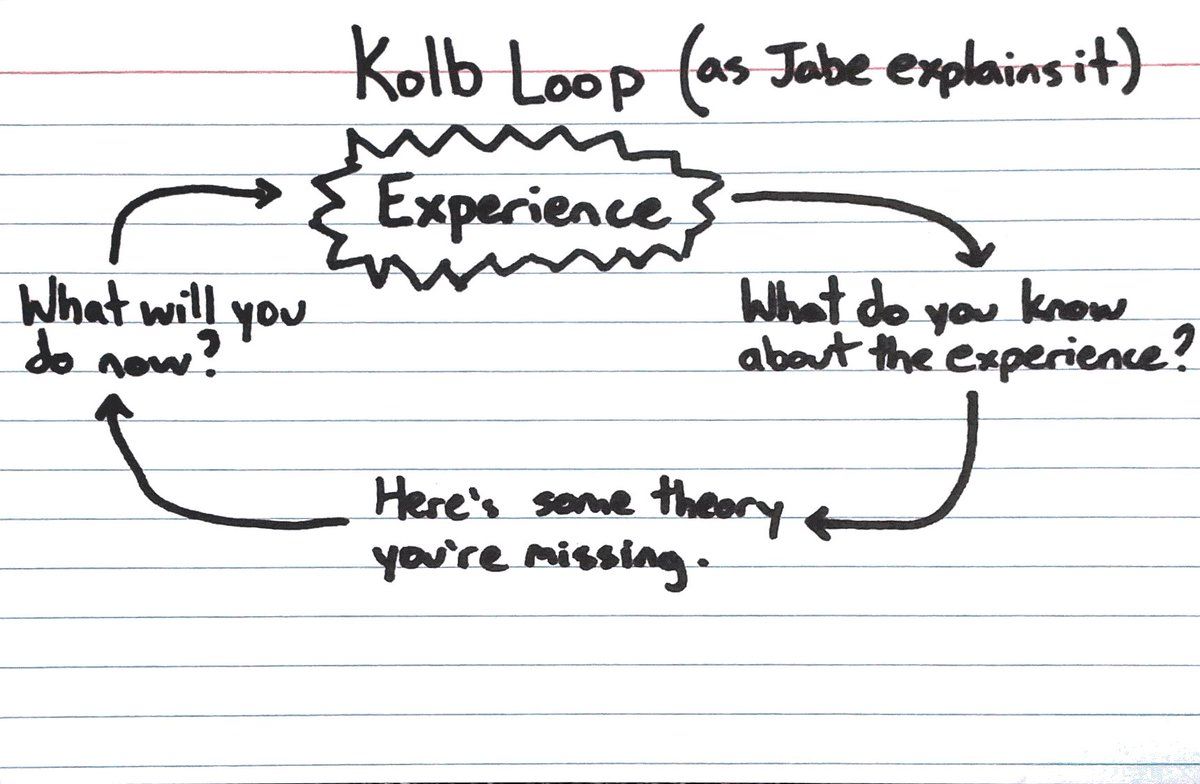 Kolb Loop (as Jabe explains it)
Experience
What do you know
about the experience?
Here's some theory
you're missing.
What will you
do now?